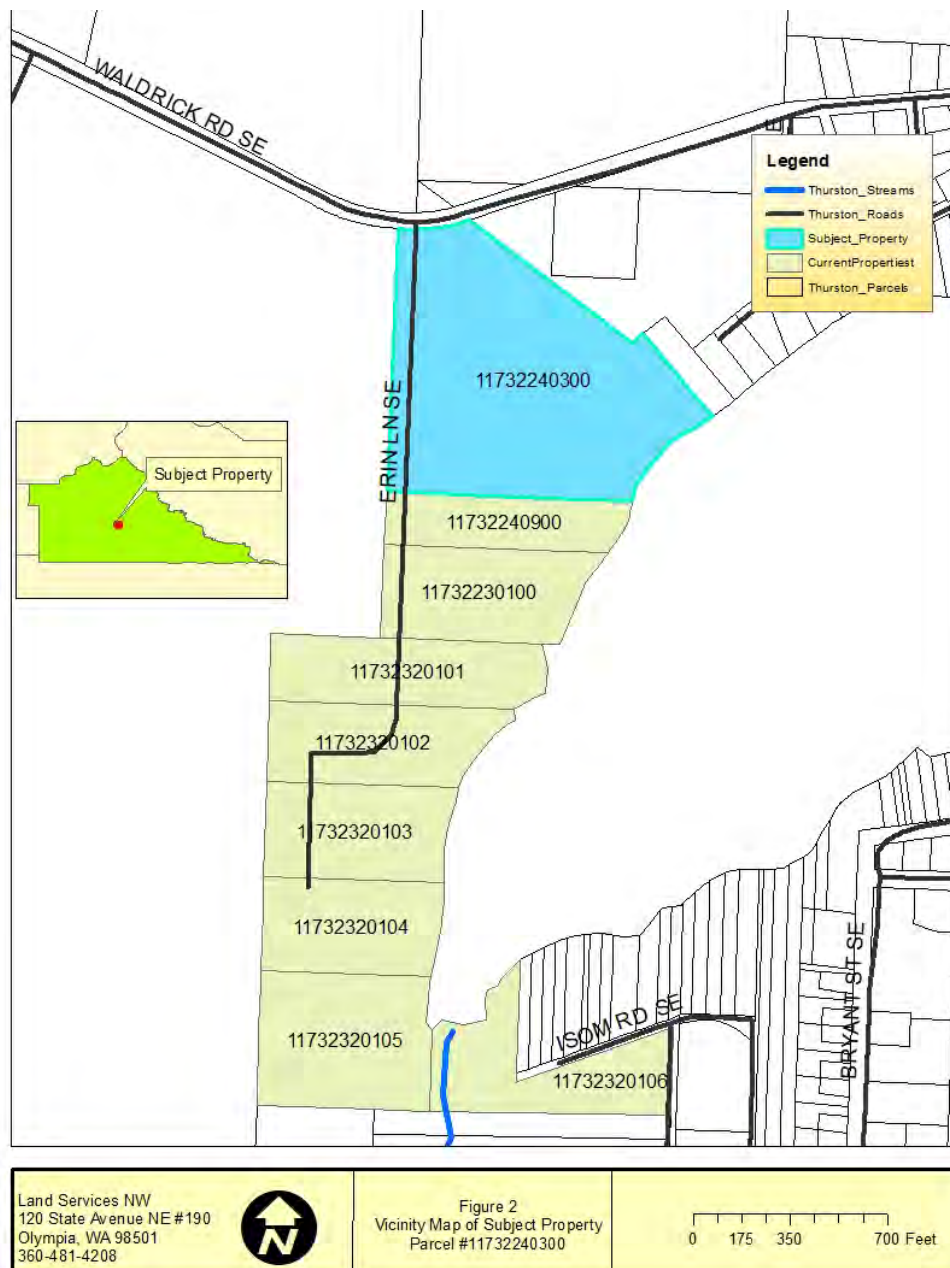 WALDRICK RD SE
Legend
Thurston_Streams
Thurston_Roads
Subject_Property
CurrentPropertiest
Thurston_Parcels
11732240300
ERIN LN SE
Subject Property
11732240900
11732230100
11732320101
11732320102
11732320103
11732320104
11732320105
ISOM RD SE
11732320106
BRYANT ST SE
Land Services NW
120 State Avenue NE #190
Olympia, WA 98501
360-481-4208
N
Figure 2
Vicinity Map of Subject Property
Parcel #11732240300
0 175 350 700 Feet